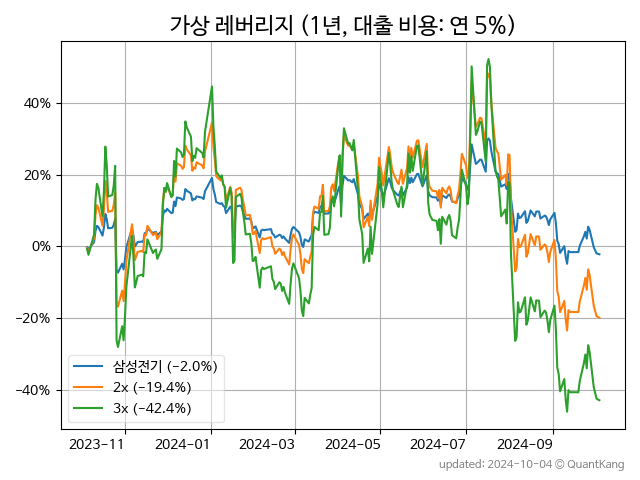 가상 레버리지 (1년, 대출 비용: 연 5%)
40%
20%
0%
−20%
−40%
삼성전기 (−2.0%)
2x (−19.4%)
3x (−42.4%)
2023-11 2024-01 2024-03 2024-05 2024-07 2024-09
updated: 2024-10-04 © QuantKang